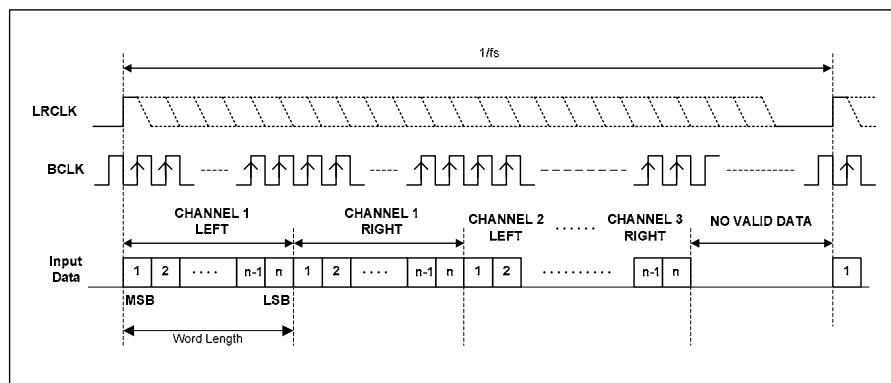 1/fs
LRCLK
BCLK
CHANNEL 1
LEFT
CHANNEL 1
RIGHT
CHANNEL 2
LEFT
......
CHANNEL 3
RIGHT
NO VALID DATA
Input
Data
1 2 .... n-1 n 1 2 .... n-1 n 1 2 .......... n-1 n 1
MSB LSB
Word Length